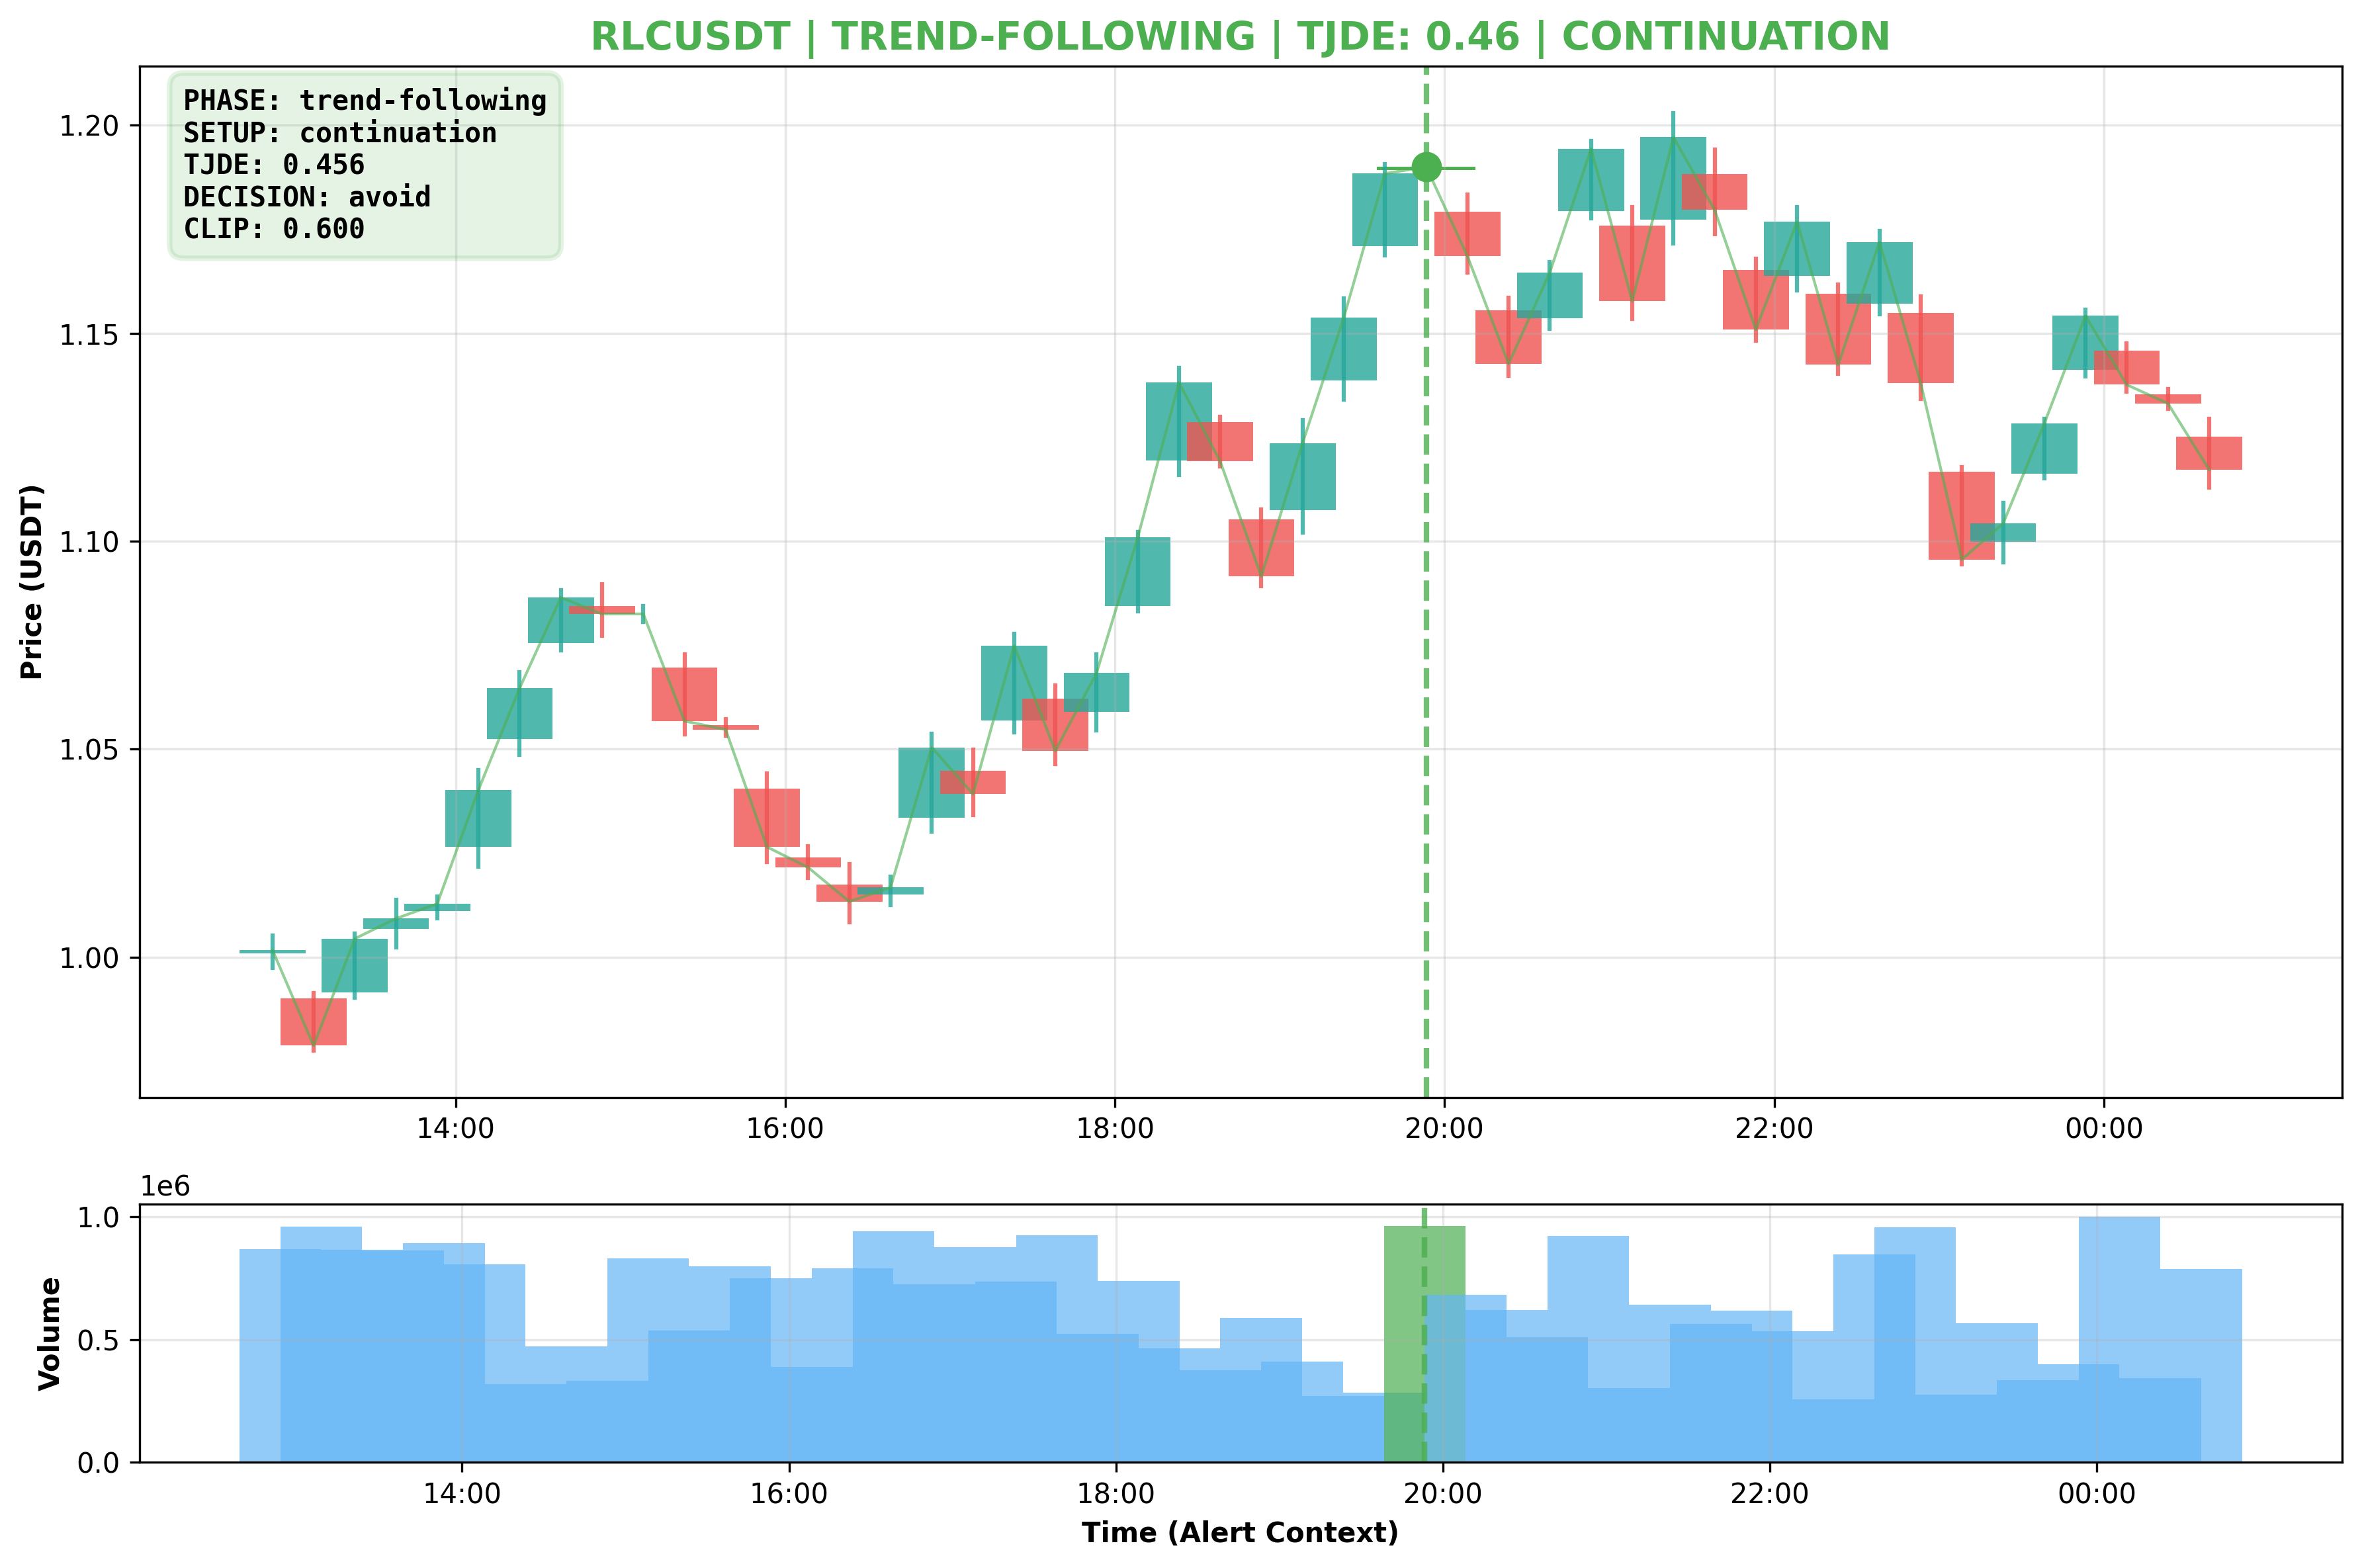 RLCUSDT | TREND-FOLLOWING | TJDE: 0.46 | CONTINUATION
PHASE: trend-following
SETUP: continuation
TJDE: 0.456
DECISION: avoid
CLIP: 0.600
Price (USDT)
1.20
1.15
1.10
1.05
1.00
14:00 16:00 18:00 20:00 22:00 00:00
1e6
Volume
1.0
0.5
0.0
14:00 16:00 18:00 20:00 22:00 00:00
Time (Alert Context)